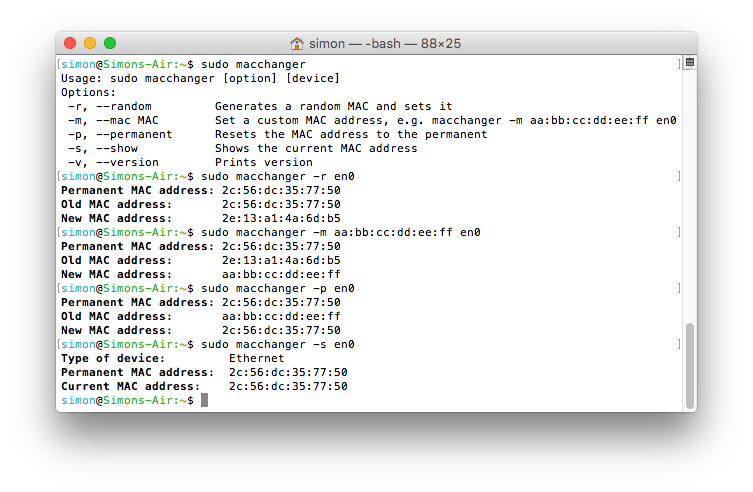 simon — -bash — 88×25
[simon@Simons-Air:~$ sudo macchanger ]
Usage: sudo macchanger [option] [device]
Options:
-r, --random         Generates a random MAC and sets it
-m, --mac MAC        Set a custom MAC address, e.g. macchanger -m aa:bb:cc:dd:ee:ff en0
-p, --permanent      Resets the MAC address to the permanent
-s, --show           Shows the current MAC address
-v, --version        Prints version
[simon@Simons-Air:~$ sudo macchanger -r en0 ]
Permanent MAC address: 2c:56:dc:35:77:50
Old MAC address:       2c:56:dc:35:77:50
New MAC address:       2e:13:a1:4a:6d:b5
[simon@Simons-Air:~$ sudo macchanger -m aa:bb:cc:dd:ee:ff en0 ]
Permanent MAC address: 2c:56:dc:35:77:50
Old MAC address:       2e:13:a1:4a:6d:b5
New MAC address:       aa:bb:cc:dd:ee:ff
[simon@Simons-Air:~$ sudo macchanger -p en0 ]
Permanent MAC address: 2c:56:dc:35:77:50
Old MAC address:       aa:bb:cc:dd:ee:ff
New MAC address:       2c:56:dc:35:77:50
[simon@Simons-Air:~$ sudo macchanger -s en0 ]
Type of device:         Ethernet
Permanent MAC address:  2c:56:dc:35:77:50
Current MAC address:    2c:56:dc:35:77:50
simon@Simons-Air:~$